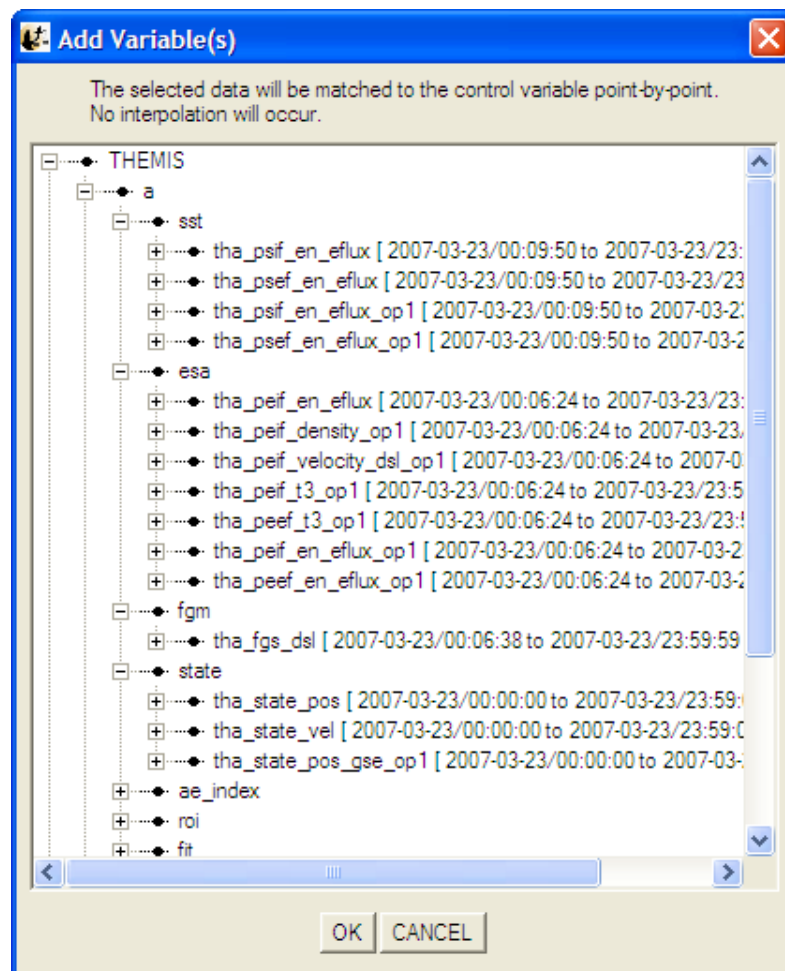 Add Variable(s)
The selected data will be matched to the control variable point-by-point.
No interpolation will occur.
THEMIS
a
sst
tha_psif_en_eflux [ 2007-03-23/00:09:50 to 2007-03-23/23:
tha_psef_en_eflux [ 2007-03-23/00:09:50 to 2007-03-23/23
tha_psif_en_eflux_op1 [ 2007-03-23/00:09:50 to 2007-03-2
tha_psef_en_eflux_op1 [ 2007-03-23/00:09:50 to 2007-03-2
esa
tha_peif_en_eflux [ 2007-03-23/00:06:24 to 2007-03-23/23:
tha_peif_density_op1 [ 2007-03-23/00:06:24 to 2007-03-23/
tha_peif_velocity_dsl_op1 [ 2007-03-23/00:06:24 to 2007-0
tha_peif_t3_op1 [ 2007-03-23/00:06:24 to 2007-03-23/23:5
tha_peef_t3_op1 [ 2007-03-23/00:06:24 to 2007-03-23/23:
tha_peif_en_eflux_op1 [ 2007-03-23/00:06:24 to 2007-03-2
tha_peef_en_eflux_op1 [ 2007-03-23/00:06:24 to 2007-03-2
fgm
tha_fgs_dsl [ 2007-03-23/00:06:38 to 2007-03-23/23:59:59
state
tha_state_pos [ 2007-03-23/00:00:00 to 2007-03-23/23:59:
tha_state_vel [ 2007-03-23/00:00:00 to 2007-03-23/23:59:0
tha_state_pos_gse_op1 [ 2007-03-23/00:00:00 to 2007-03-
ae_index
roi
fit
OK CANCEL